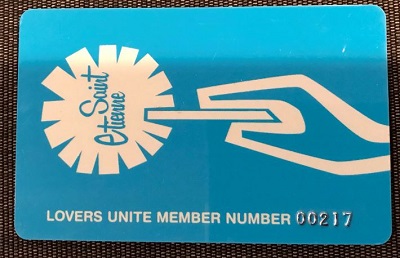 Saint
etienne
LOVERS UNITE MEMBER NUMBER 00217